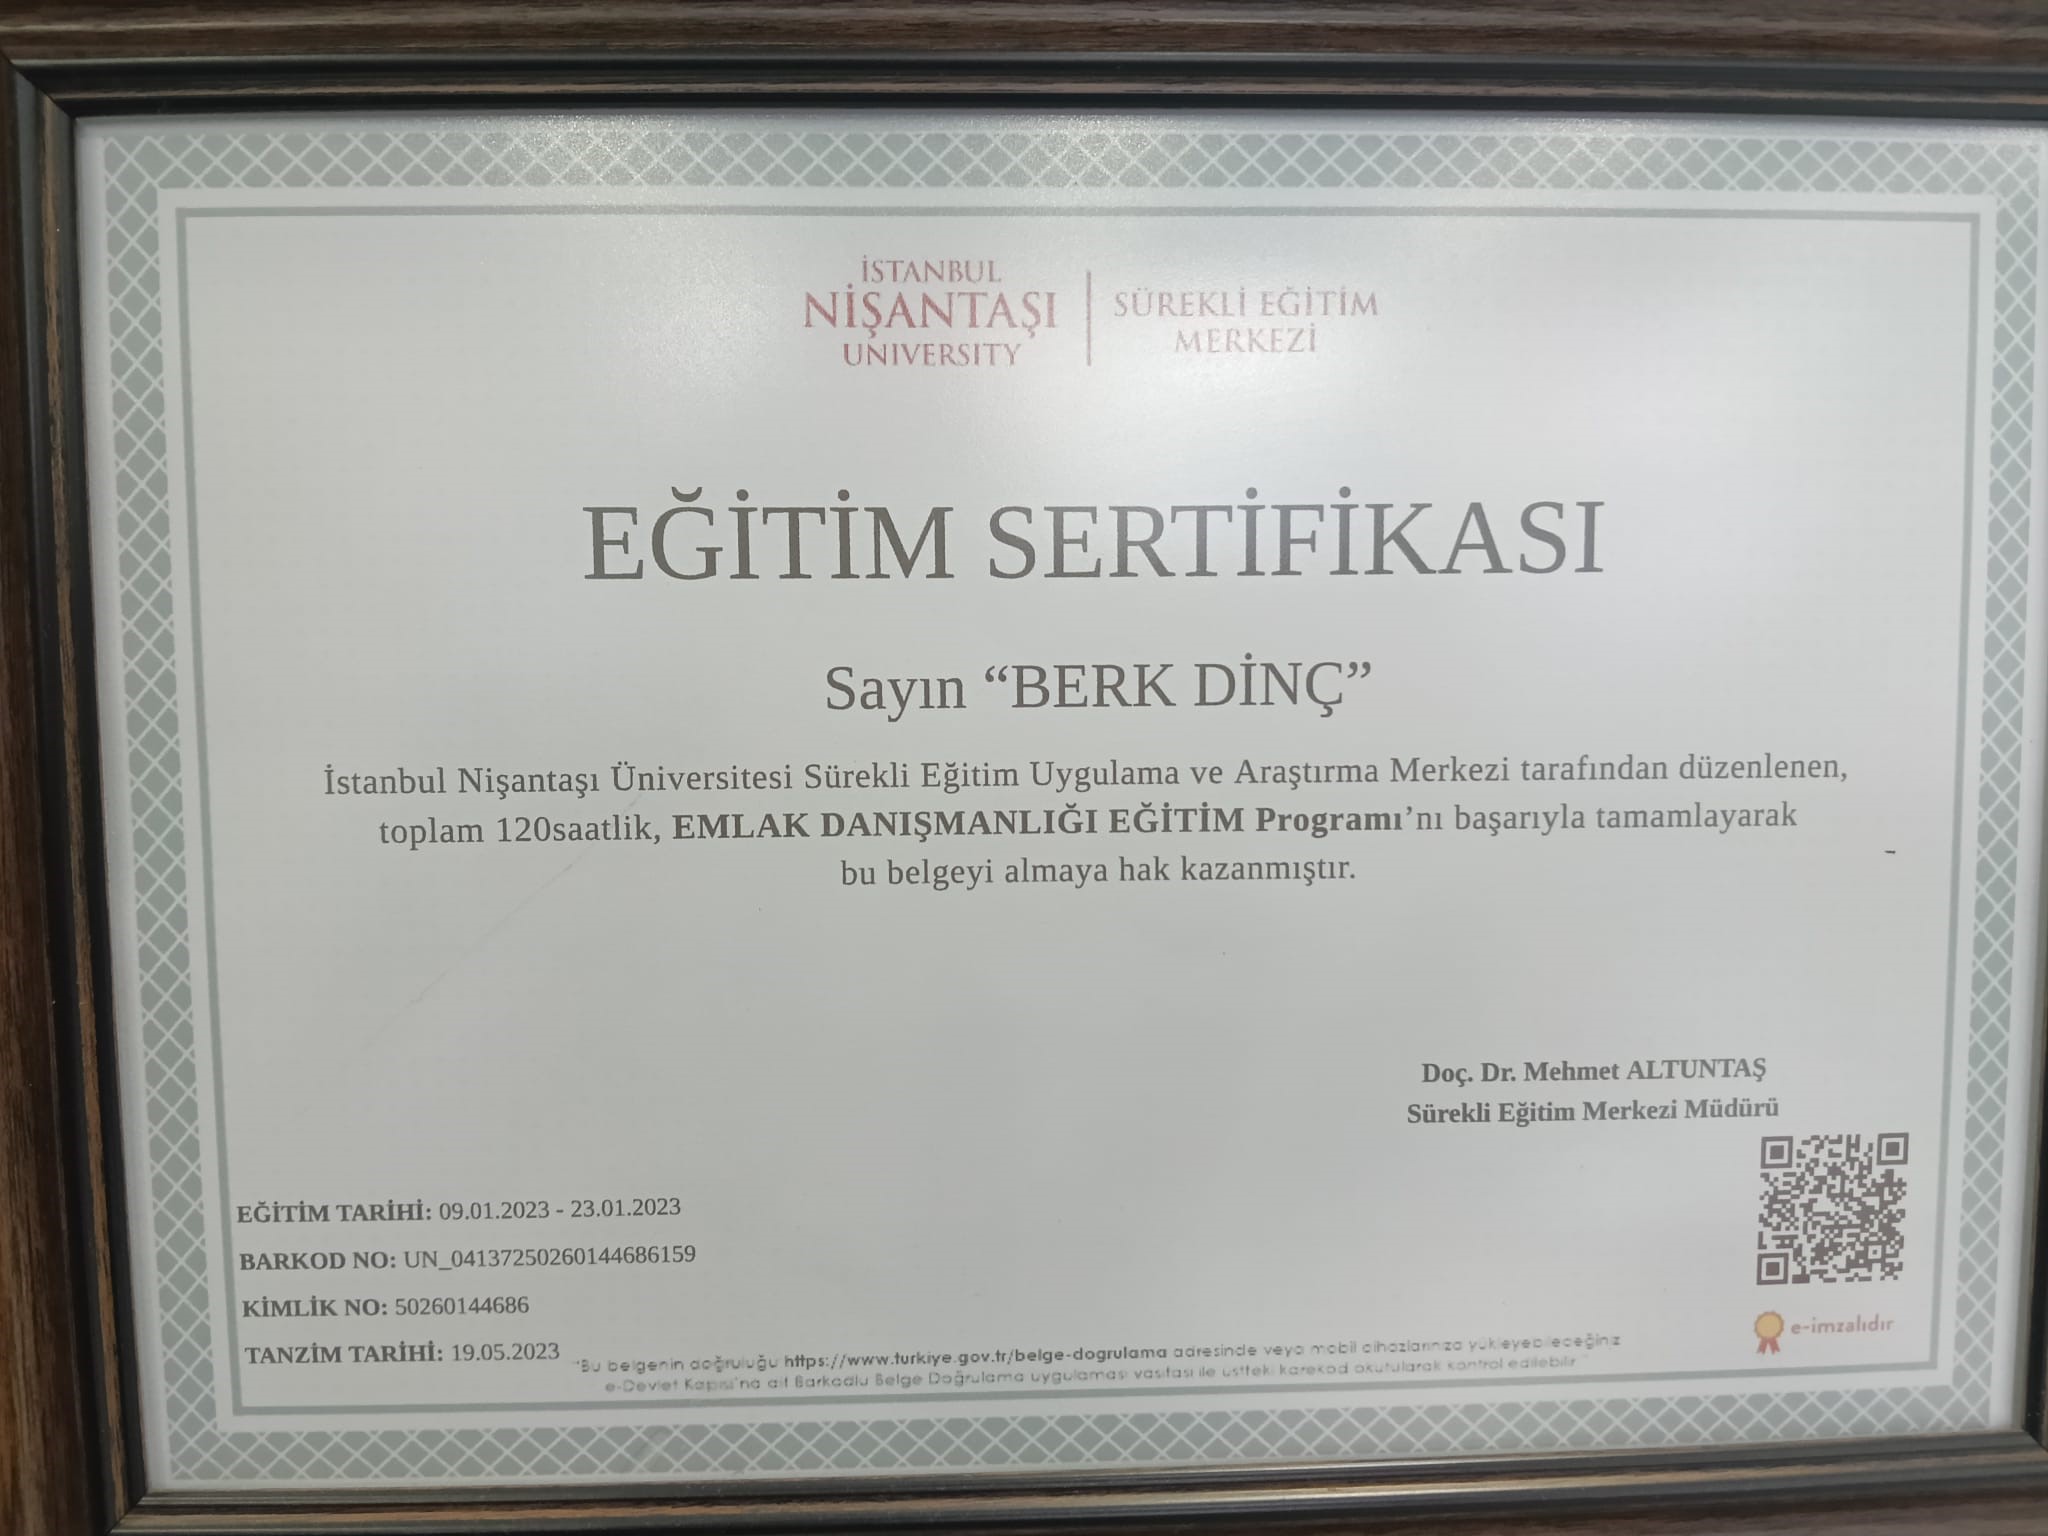 İSTANBUL
NİŞANTAŞI
UNIVERSITY
SÜREKLİ EĞİTİM
MERKEZİ
EĞİTİM SERTİFİKASI
Sayın “BERK DİNÇ”
İstanbul Nişantaşı Üniversitesi Sürekli Eğitim Uygulama ve Araştırma Merkezi tarafından düzenlenen,
toplam 120saatlik, EMLAK DANIŞMANLIĞI EĞİTİM Programı’nı başarıyla tamamlayarak
bu belgeyi almaya hak kazanmıştır.
Doç. Dr. Mehmet ALTUNTAŞ
Sürekli Eğitim Merkezi Müdürü
EĞİTİM TARİHİ: 09.01.2023 - 23.01.2023
BARKOD NO: UN_04137250260144686159
KİMLİK NO: 50260144686
TANZİM TARİHİ: 19.05.2023
e-imzalıdır
"Bu belgenin doğruluğu https://www.turkiye.gov.tr/belge-dogrulama adresinde veya mobil cihazlarınıza yükleyebileceğiniz
e-Devlet Kapısı'na ait Barkodlu Belge Doğrulama uygulaması vasıtası ile üstteki karekod okutularak kontrol edilebilir."